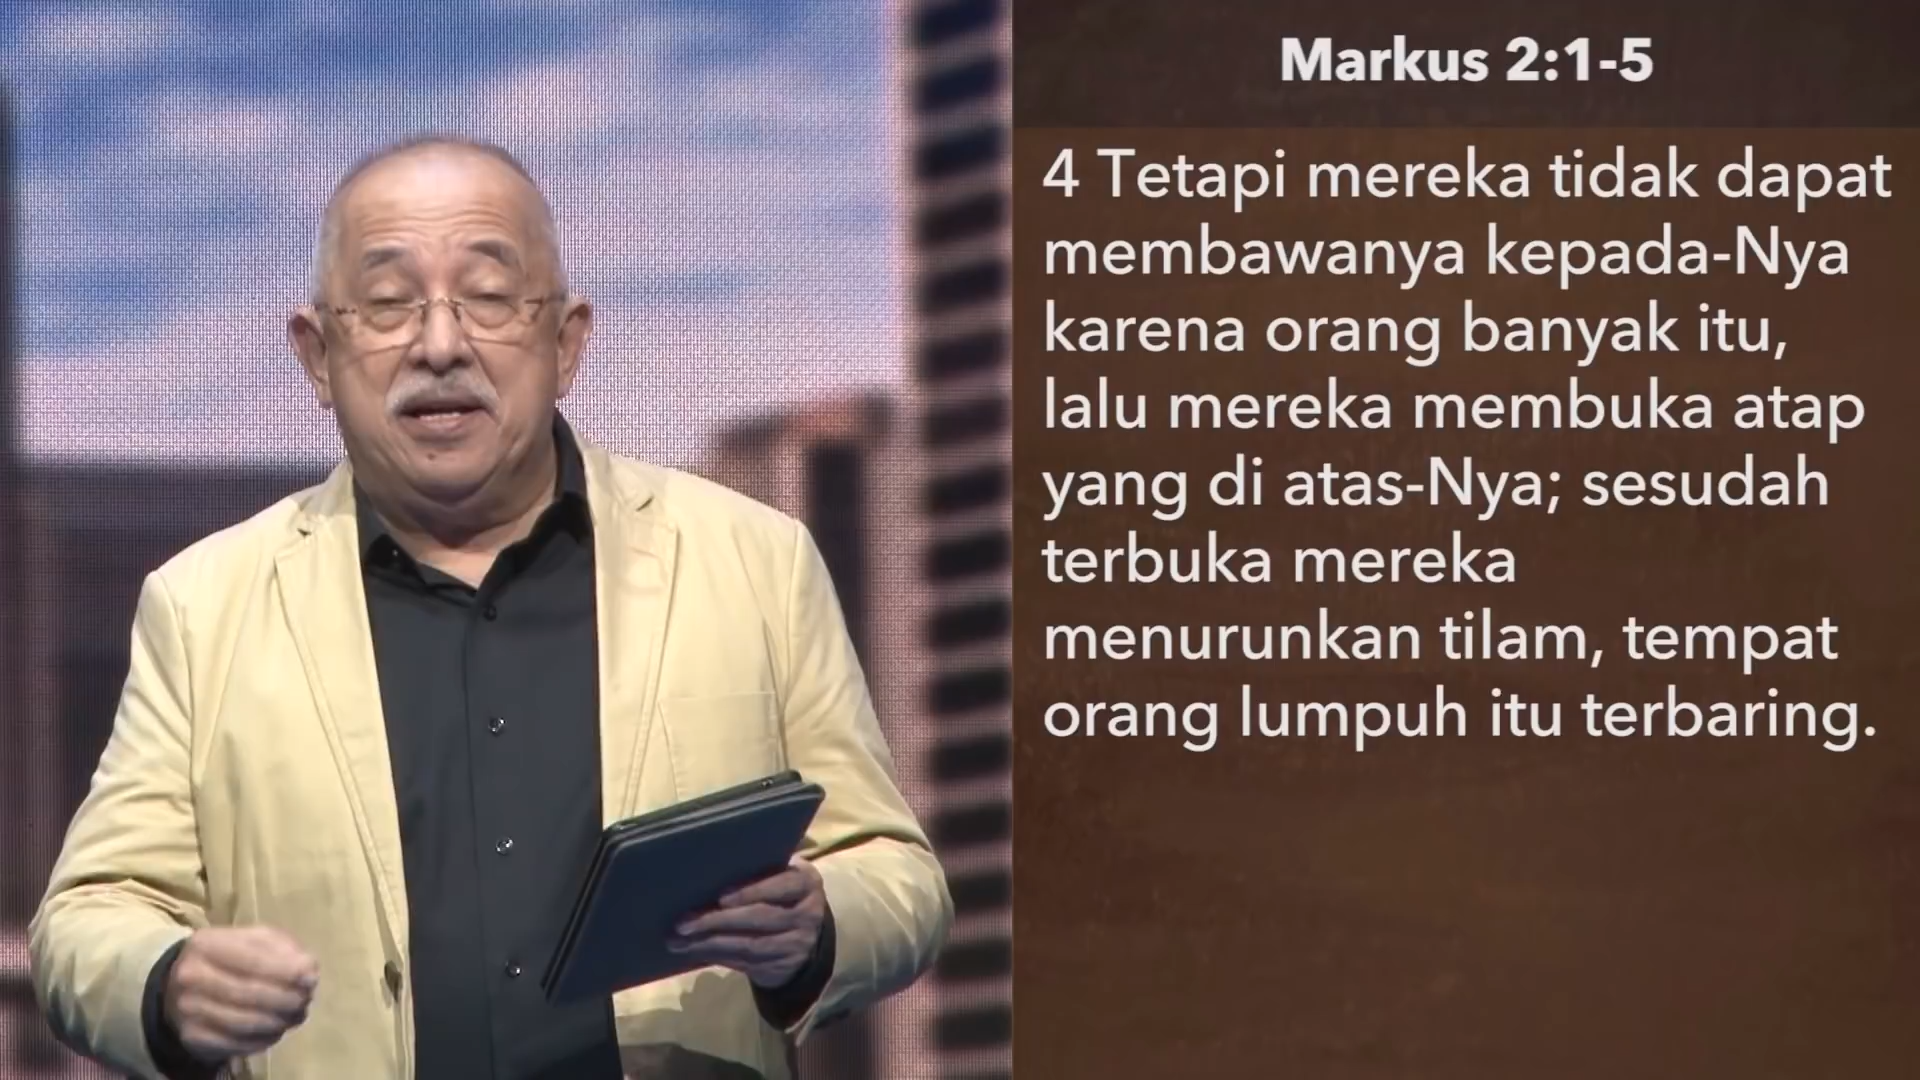 Markus 2:1-5
4 Tetapi mereka tidak dapat
membawanya kepada-Nya
karena orang banyak itu,
lalu mereka membuka atap
yang di atas-Nya; sesudah
terbuka mereka
menurunkan tilam, tempat
orang lumpuh itu terbaring.